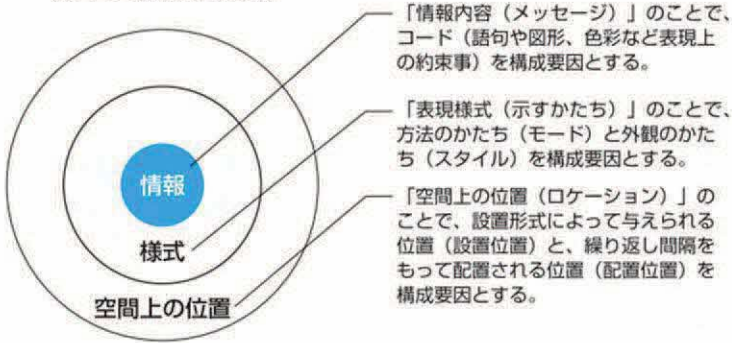 「情報内容（メッセージ）」のことで、
コード（語句や図形、色彩など表現上
の約束事）を構成要因とする。
「表現様式（示すかたち）」のことで、
方法のかたち（モード）と外観のかた
ち（スタイル）を構成要因とする。
「空間上の位置（ロケーション）」の
ことで、設置形式によって与えられる
位置（設置位置）と、繰り返し間隔を
もって配置される位置（配置位置）を
構成要因とする。
情報
様式
空間上の位置